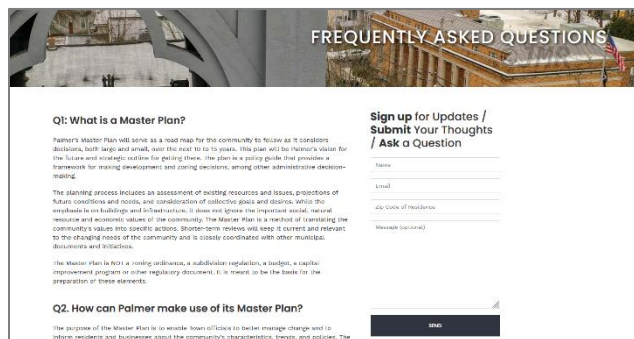 FREQUENTLY ASKED QUESTIONS
Q1: What is a Master Plan?
Palmer's Master Plan will serve as a road map for the community to follow as it considers
decisions, both large and small, over the next 10 to 15 years. This plan will be Palmer's vision for
the future and strategic outline for getting there. The plan is a policy guide that provides a
framework for making development and zoning decisions, among other administrative decision-
making.
The planning process includes an assessment of existing resources and issues, projections of
future conditions and needs, and consideration of collective goals and desires. While the
emphasis is on buildings and infrastructure, it does not ignore the important social, natural
resource and economic values of the community. The Master Plan is a method of translating the
community's values into specific actions. Shorter-term reviews will keep it current and relevant
to the changing needs of the community and is closely coordinated with other municipal
documents and initiatives.
The Master Plan is NOT a zoning ordinance, a subdivision regulation, a budget, a capital
improvement program or other regulatory document. It is meant to be the basis for the
preparation of these elements.
Q2. How can Palmer make use of its Master Plan?
The purpose of the Master Plan is to enable Town officials to better manage change and to
inform residents and businesses about the community's characteristics, trends, and policies. The
Sign up for Updates /
Submit Your Thoughts
/ Ask a Question
Name
Email
Zip Code of Residence
Message (optional)
SEND